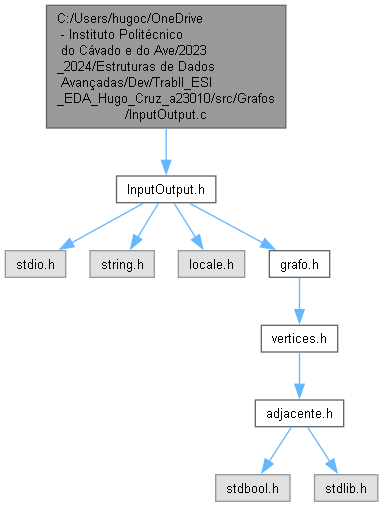 C:/Users/hugoc/OneDrive
- Instituto Politécnico
do Cávado e do Ave/2023
_2024/Estruturas de Dados
Avançadas/Dev/TrabII_ESI
_EDA_Hugo_Cruz_a23010/src/Grafos
/InputOutput.c
InputOutput.h
stdio.h
string.h
locale.h
grafo.h
vertices.h
adjacente.h
stdbool.h
stdlib.h